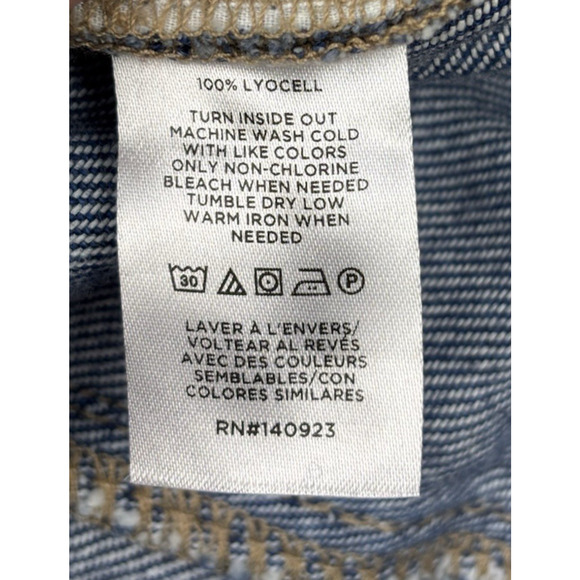 100% LYOCELL
TURN INSIDE OUT
MACHINE WASH COLD
WITH LIKE COLORS
ONLY NON-CHLORINE
BLEACH WHEN NEEDED
TUMBLE DRY LOW
WARM IRON WHEN
NEEDED
30 P
LAVER À L'ENVERS/
VOLTEAR AL REVÉS
AVEC DES COULEURS
SEMBLABLES/CON
COLORES SIMILARES
RN#140923